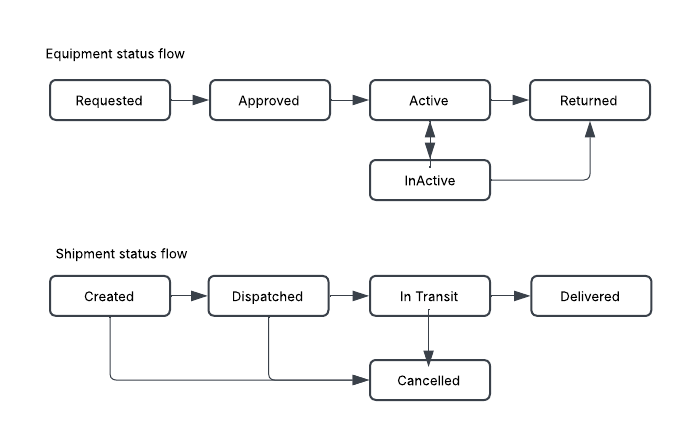 Equipment status flow
Requested
Approved
Active
Returned
InActive
Shipment status flow
Created
Dispatched
In Transit
Delivered
Cancelled